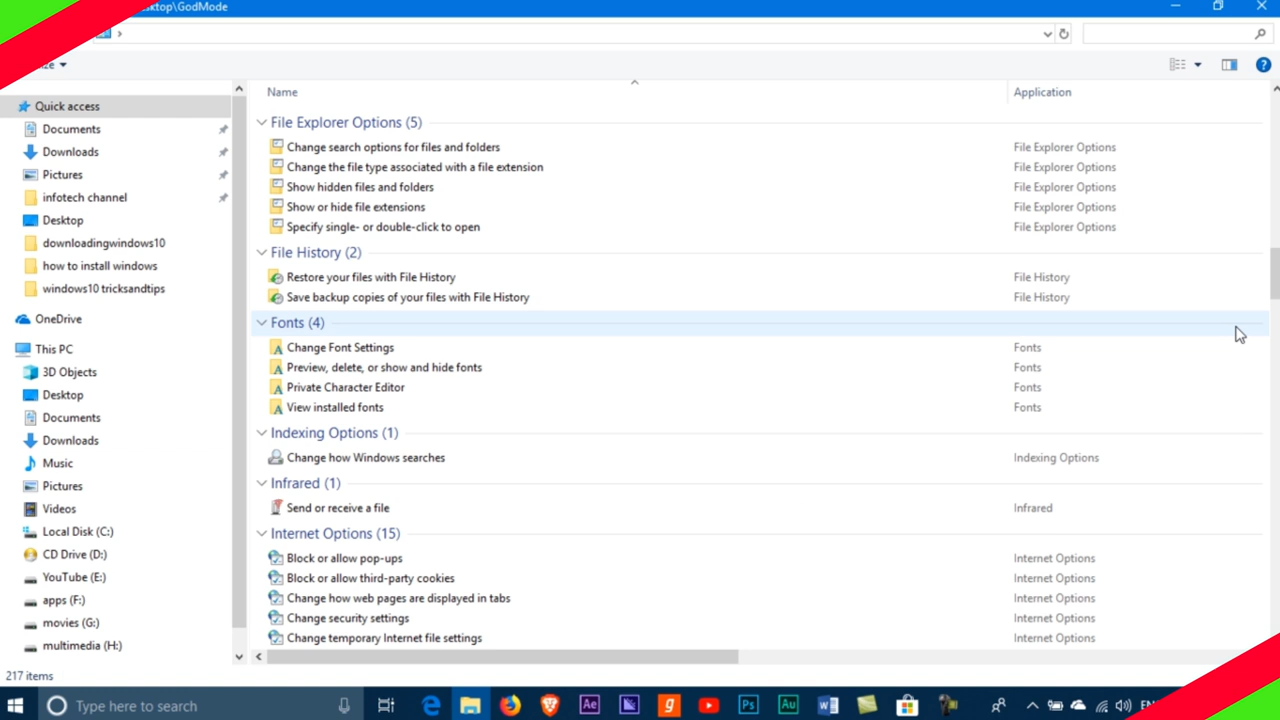 sktop\GodMode
Quick access
Documents
Downloads
Pictures
infotech channel
Desktop
downloadingwindows10
how to install windows
windows10 tricksandtips
OneDrive
This PC
3D Objects
Desktop
Documents
Downloads
Music
Pictures
Videos
Local Disk (C:)
CD Drive (D:)
YouTube (E:)
apps (F:)
movies (G:)
multimedia (H:)
Name Application
File Explorer Options (5)
Change search options for files and folders File Explorer Options
Change the file type associated with a file extension File Explorer Options
Show hidden files and folders File Explorer Options
Show or hide file extensions File Explorer Options
Specify single- or double-click to open File Explorer Options
File History (2)
Restore your files with File History File History
Save backup copies of your files with File History File History
Fonts (4)
Change Font Settings Fonts
Preview, delete, or show and hide fonts Fonts
Private Character Editor Fonts
View installed fonts Fonts
Indexing Options (1)
Change how Windows searches Indexing Options
Infrared (1)
Send or receive a file Infrared
Internet Options (15)
Block or allow pop-ups Internet Options
Block or allow third-party cookies Internet Options
Change how web pages are displayed in tabs Internet Options
Change security settings Internet Options
Change temporary Internet file settings Internet Options
217 items
Type here to search
Ae
g
Ps
Au